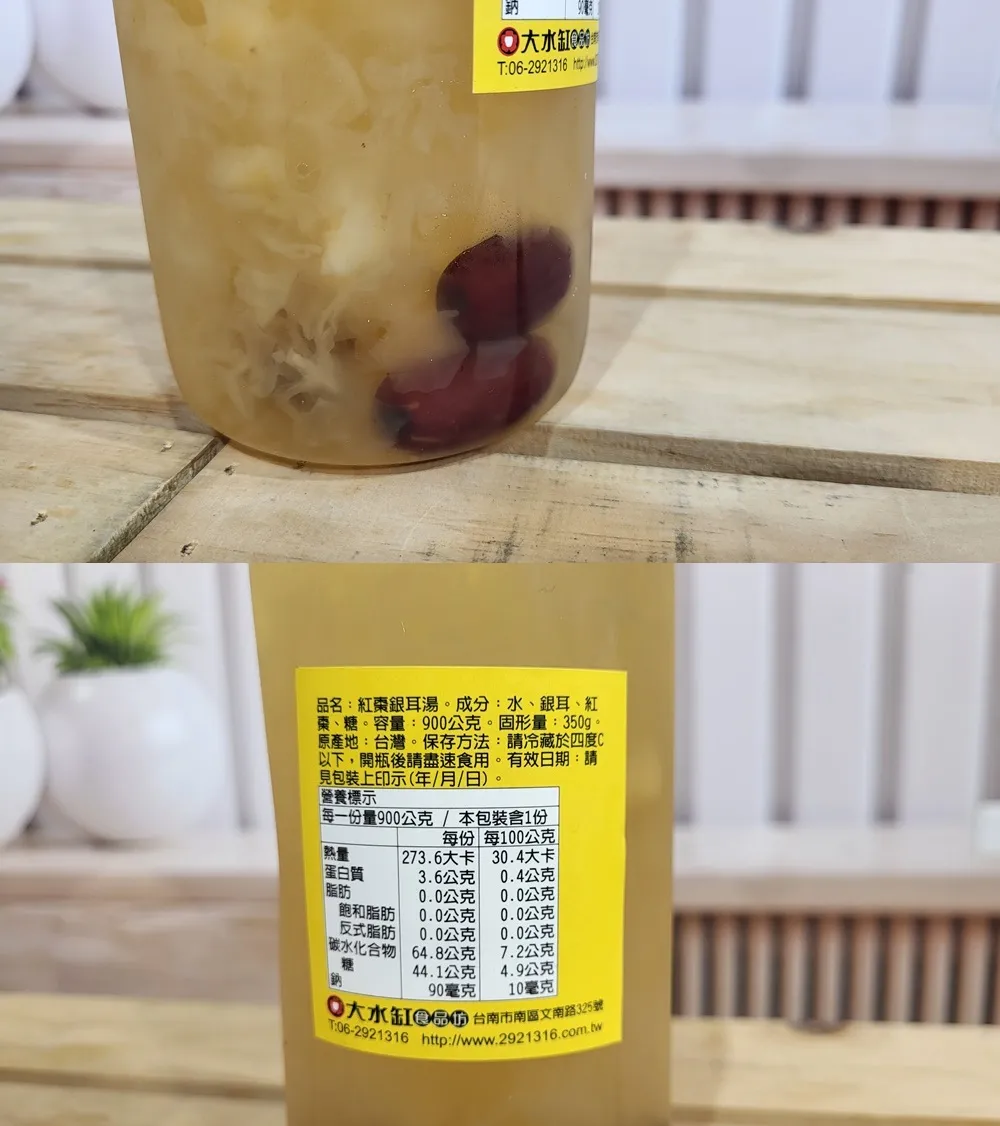 鈉
90毫克
大水缸食品坊
T:06-2921316 http://www
品名：紅棗銀耳湯。成分：水、銀耳、紅
棗、糖。容量：900公克。固形量：350g。
原產地：台灣。保存方法：請冷藏於四度C
以下，開瓶後請盡速食用。有效日期：請
見包裝上印示(年/月/日)。
營養標示
每一份量900公克 / 本包裝含1份
每份 每100公克
熱量 273.6大卡 30.4大卡
蛋白質 3.6公克 0.4公克
脂肪 0.0公克 0.0公克
飽和脂肪 0.0公克 0.0公克
反式脂肪 0.0公克 0.0公克
碳水化合物 64.8公克 7.2公克
糖 44.1公克 4.9公克
鈉 90毫克 10毫克
大水缸食品坊 台南市南區文南路325號
T:06-2921316 http://www.2921316.com.tw